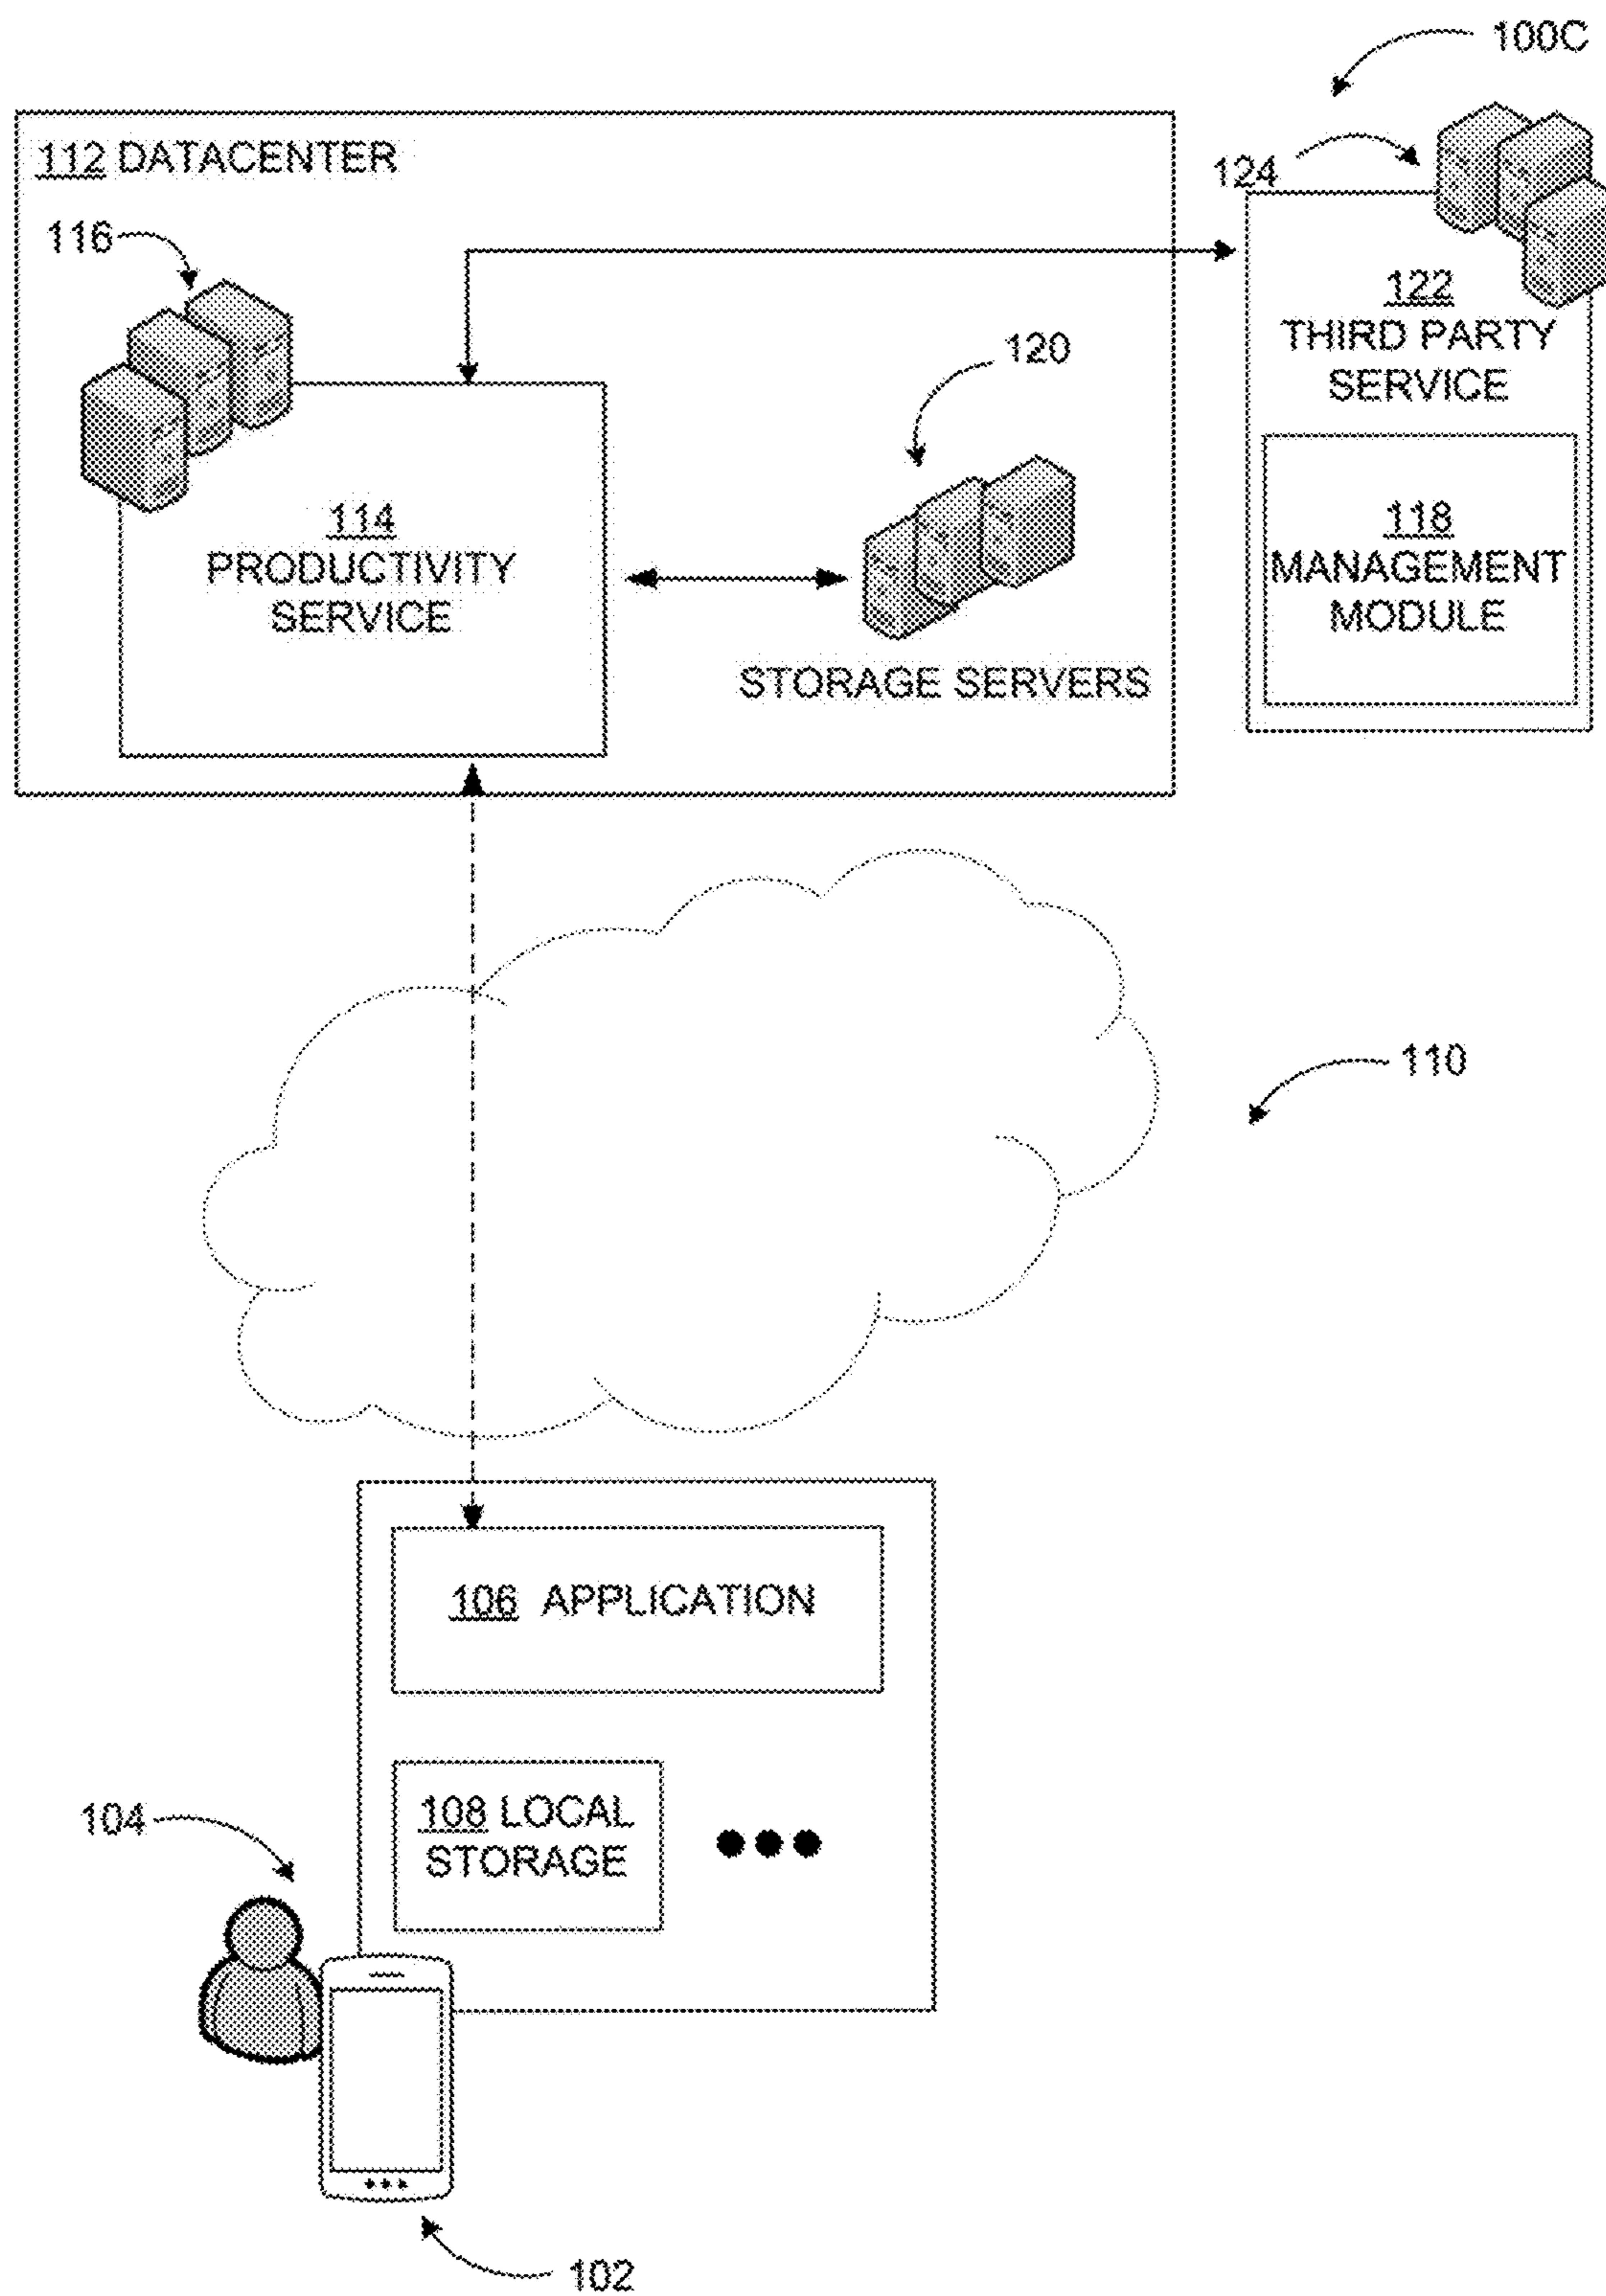 100C
112 DATACENTER
124
116
122
THIRD PARTY
SERVICE
120
114
PRODUCTIVITY
SERVICE
118
MANAGEMENT
MODULE
STORAGE SERVERS
110
106 APPLICATION
108 LOCAL
STORAGE
104
102